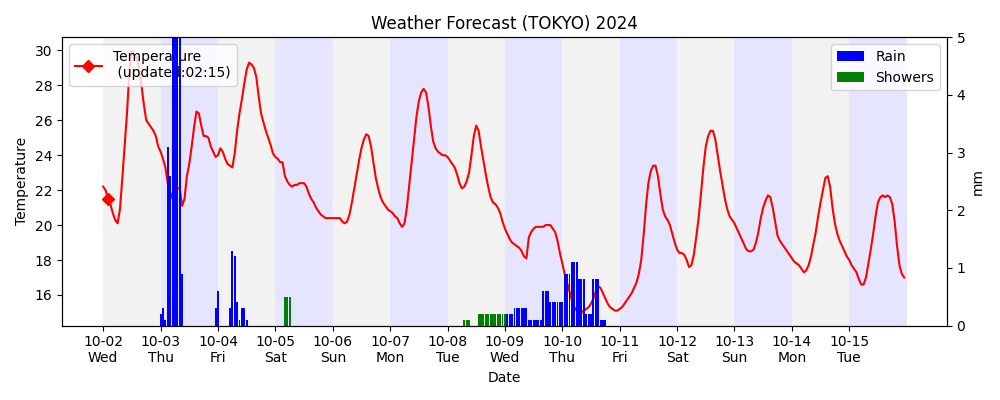 Weather Forecast (TOKYO) 2024
Temperature
(updated:02:15)
Rain
Showers
Temperature
30
28
26
24
22
20
18
16
5
4
3
2
1
0
mm
10-02 10-03 10-04 10-05 10-06 10-07 10-08 10-09 10-10 10-11 10-12 10-13 10-14 10-15
Wed Thu Fri Sat Sun Mon Tue Wed Thu Fri Sat Sun Mon Tue
Date